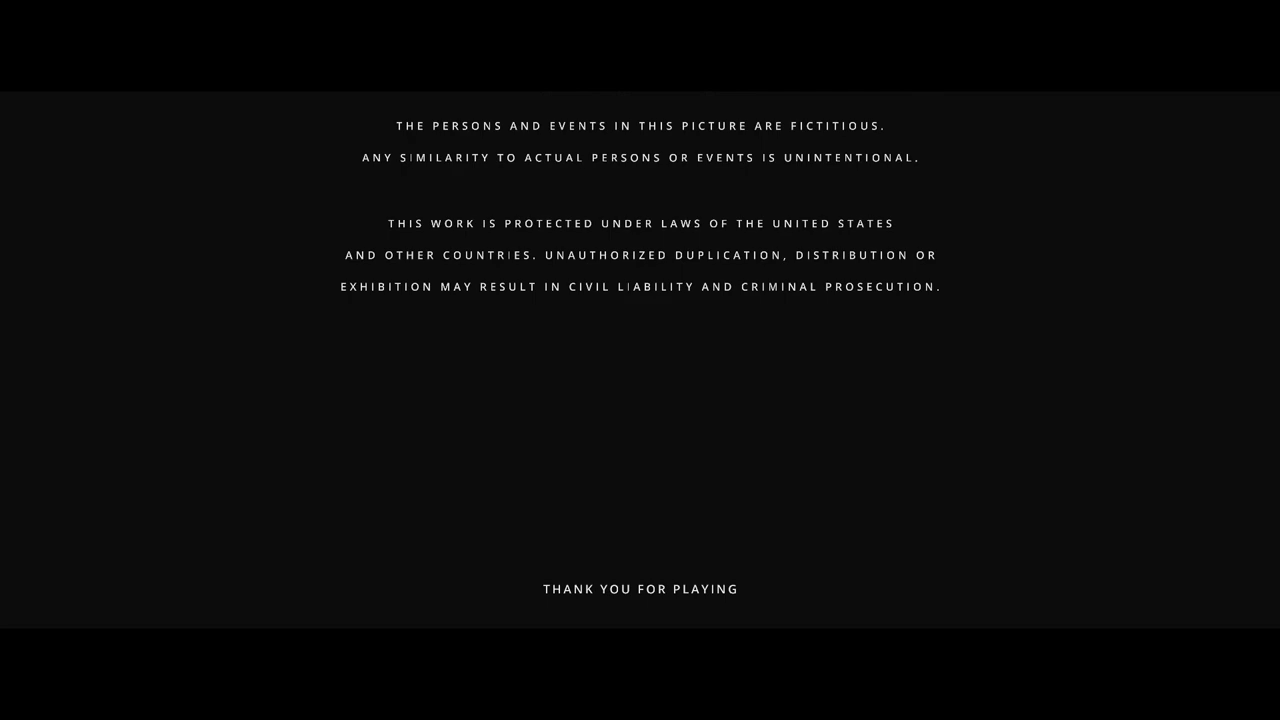 THE PERSONS AND EVENTS IN THIS PICTURE ARE FICTITIOUS.
ANY SIMILARITY TO ACTUAL PERSONS OR EVENTS IS UNINTENTIONAL.
THIS WORK IS PROTECTED UNDER LAWS OF THE UNITED STATES
AND OTHER COUNTRIES. UNAUTHORIZED DUPLICATION, DISTRIBUTION OR
EXHIBITION MAY RESULT IN CIVIL LIABILITY AND CRIMINAL PROSECUTION.
THANK YOU FOR PLAYING